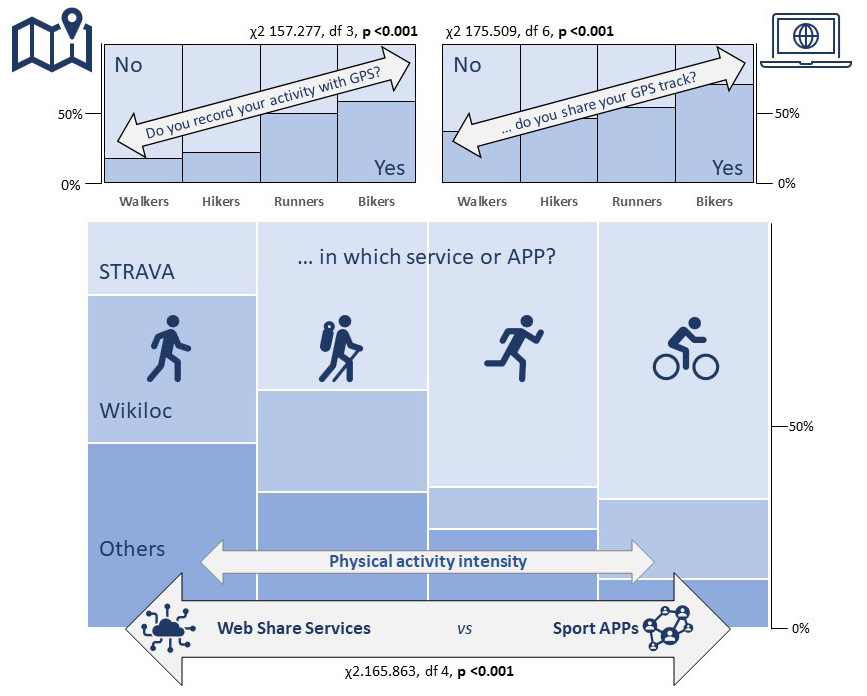 χ2 157.277, df 3, p <0.001
χ2 175.509, df 6, p <0.001
No
Do you record your activity with GPS?
50%
0%
Yes
No
... do you share your GPS track?
50%
0%
Yes
Walkers Hikers Runners Bikers
Walkers Hikers Runners Bikers
... in which service or APP?
STRAVA
Wikiloc
50%
Others
Physical activity intensity
Web Share Services vs Sport APPs
0%
χ2.165.863, df 4, p <0.001